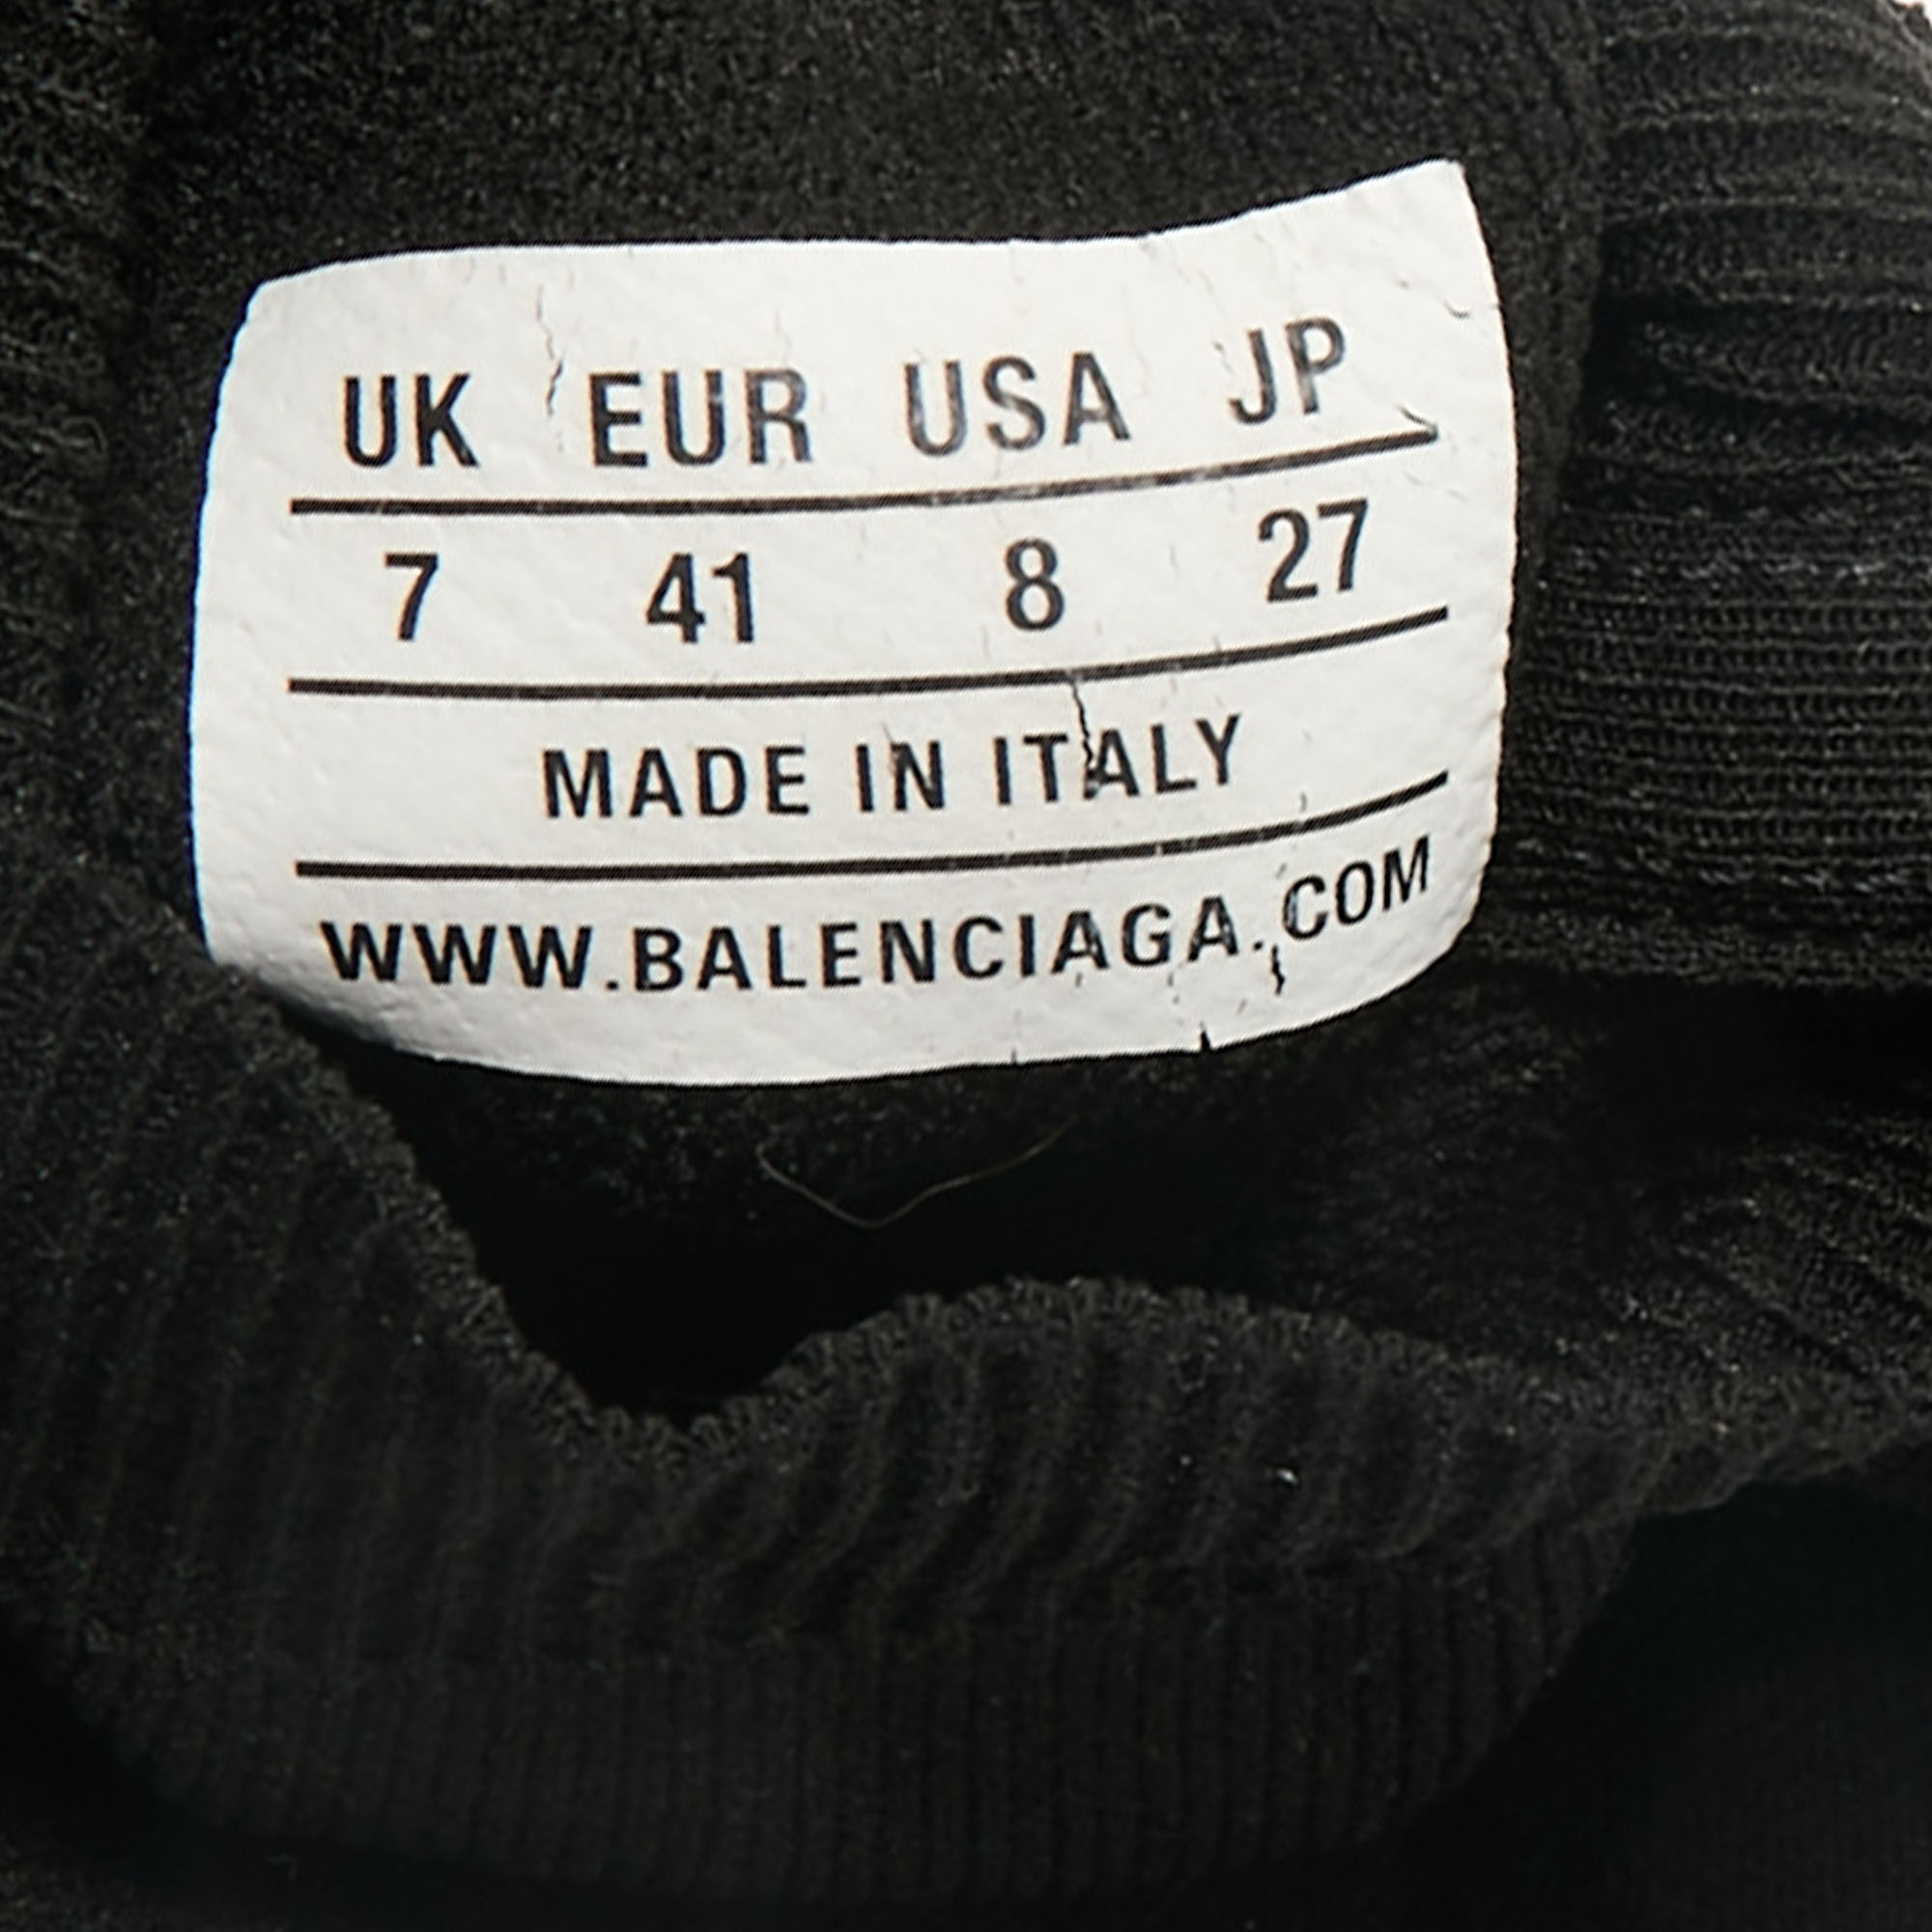 UK EUR USA JP
7 41 8 27
MADE IN ITALY
WWW.BALENCIAGA.COM